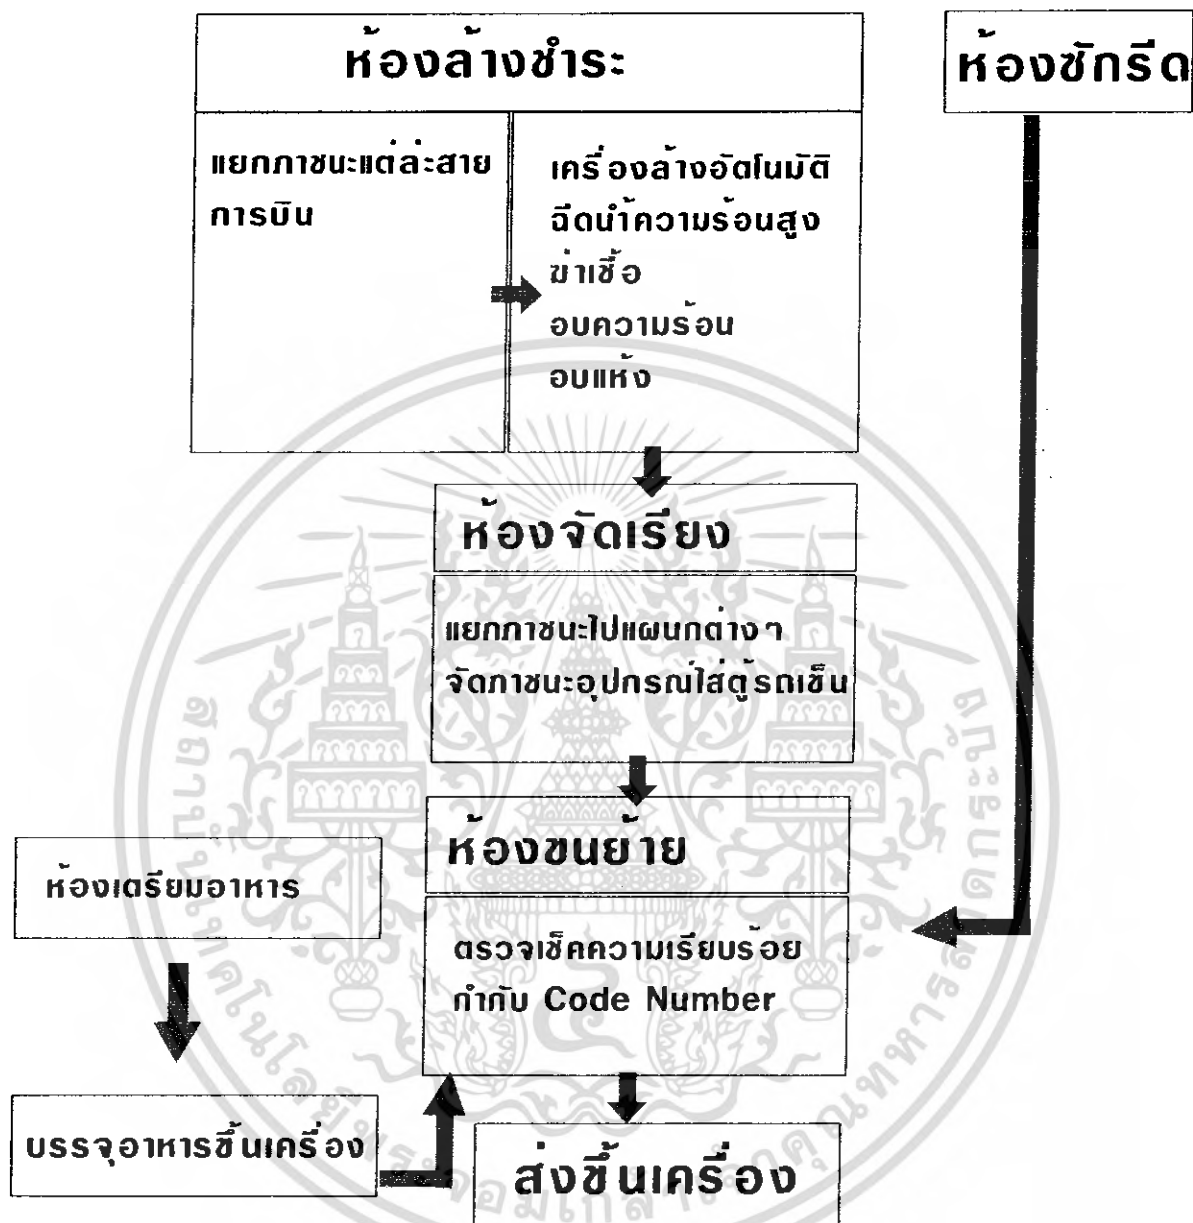 ห้องล้างชำระ
ห้องซักรีด
แยกภาชนะแต่ล่ะสาย
การบิน
เครื่องล้างอัตโนมัติ
ฉีดน้ำความร้อนสูง
ฆ่าเชื้อ
อบความร้อน
อบแห้ง
ห้องจัดเรียง
แยกภาชนะไปแผนกต่างๆ
จัดภาชนะอุปกรณ์ใส่ตู้รถเข็น
ห้องขนย้าย
ห้องเตรียมอาหาร
ตรวจเช็คความเรียบร้อย
กำกับ Code Number
บรรจุอาหารขึ้นเครื่อง
ส่งขึ้นเครื่อง